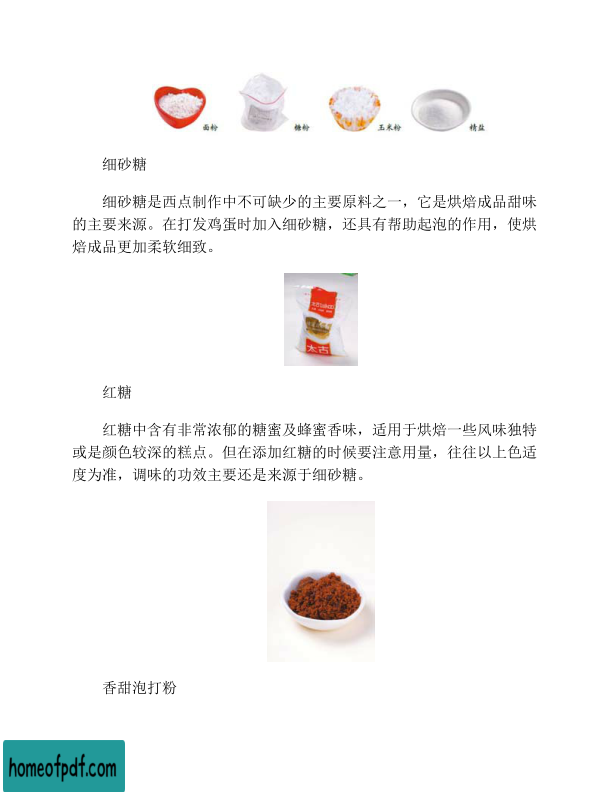 面粉 糖粉 玉米粉 精盐
细砂糖
细砂糖是西点制作中不可缺少的主要原料之一，它是烘焙成品甜味
的主要来源。在打发鸡蛋时加入细砂糖，还具有帮助起泡的作用，使烘
焙成品更加柔软细致。
太古
红糖
红糖中含有非常浓郁的糖蜜及蜂蜜香味，适用于烘焙一些风味独特
或是颜色较深的糕点。但在添加红糖的时候要注意用量，往往以上色适
度为准，调味的功效主要还是来源于细砂糖。
香甜泡打粉
homeofpdf.com